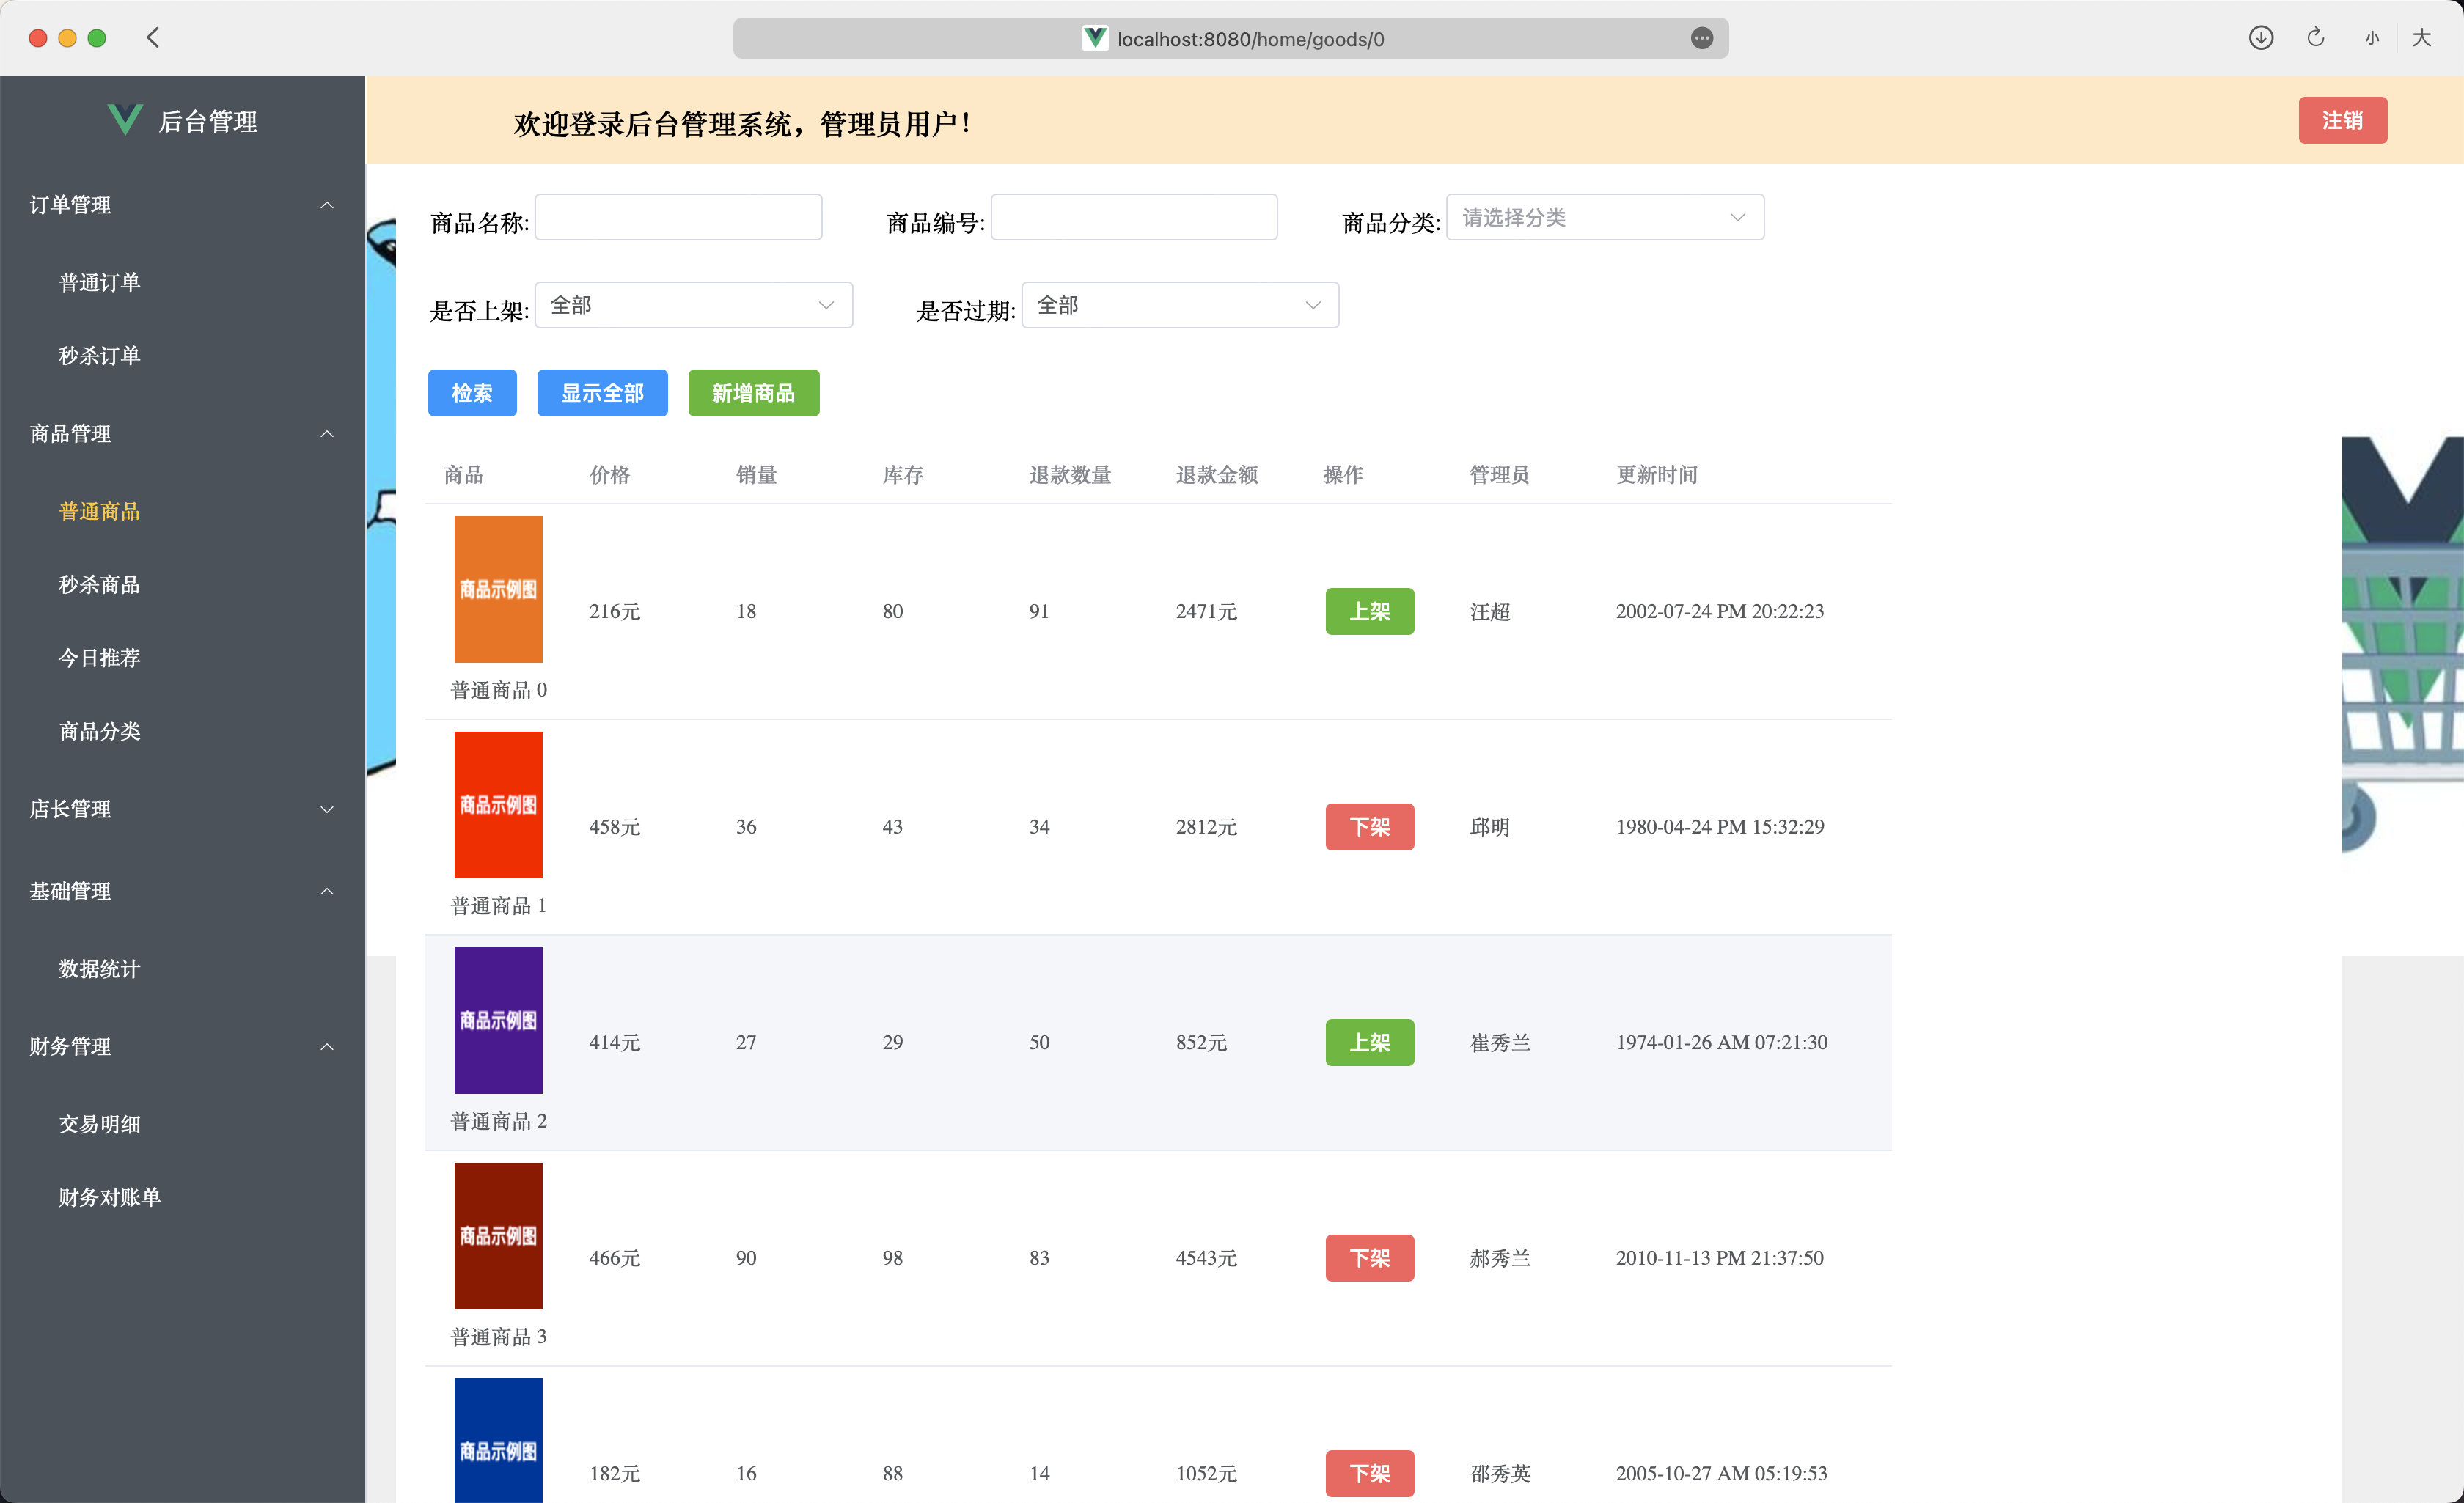 localhost:8080/home/goods/0
小 大
后台管理
欢迎登录后台管理系统，管理员用户！
注销
订单管理
普通订单
秒杀订单
商品管理
普通商品
秒杀商品
今日推荐
商品分类
店长管理
基础管理
数据统计
财务管理
交易明细
财务对账单
商品名称:
商品编号:
商品分类: 请选择分类
是否上架: 全部
是否过期: 全部
检索 显示全部 新增商品
商品 价格 销量 库存 退款数量 退款金额 操作 管理员 更新时间
商品示例图
216元 18 80 91 2471元 上架 汪超 2002-07-24 PM 20:22:23
普通商品 0
商品示例图
458元 36 43 34 2812元 下架 邱明 1980-04-24 PM 15:32:29
普通商品 1
商品示例图
414元 27 29 50 852元 上架 崔秀兰 1974-01-26 AM 07:21:30
普通商品 2
商品示例图
466元 90 98 83 4543元 下架 郝秀兰 2010-11-13 PM 21:37:50
普通商品 3
商品示例图
182元 16 88 14 1052元 下架 邵秀英 2005-10-27 AM 05:19:53